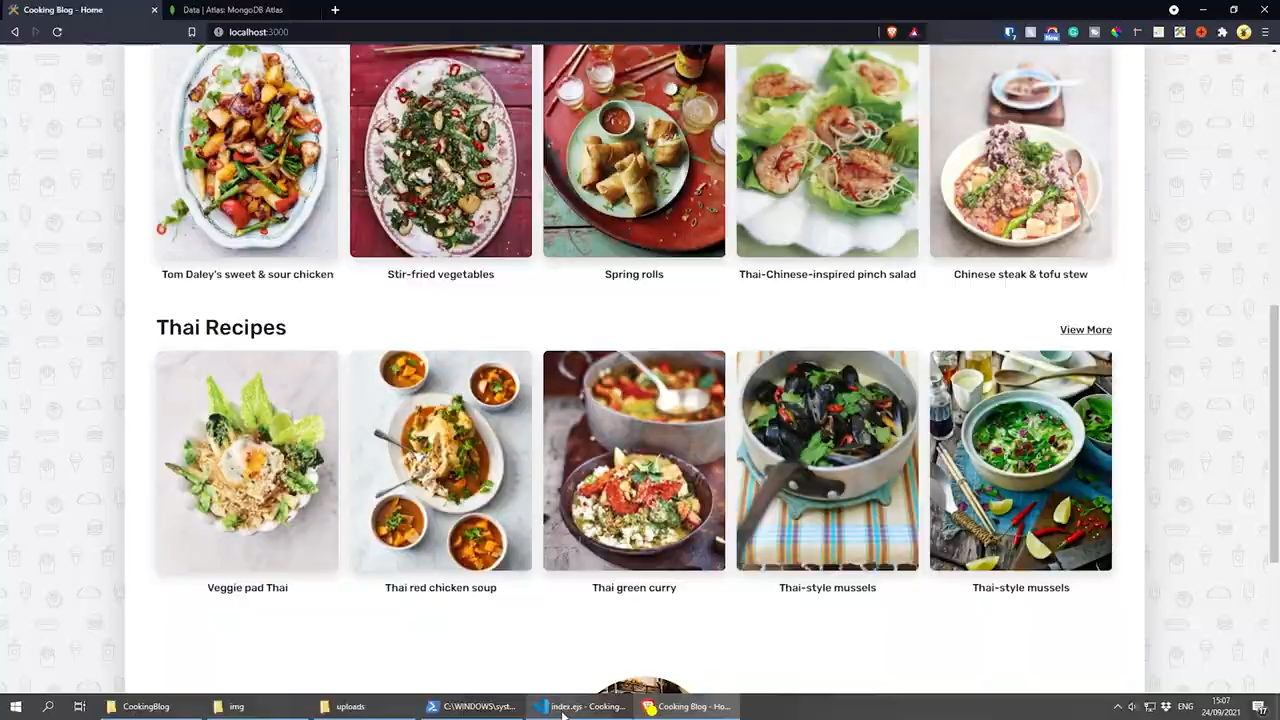 Cooking Blog - Home
Data | Atlas: MongoDB Atlas
localhost:3000
New
Tom Daley's sweet & sour chicken
Stir-fried vegetables
Spring rolls
Thai-Chinese-inspired pinch salad
Chinese steak & tofu stew
Thai Recipes
View More
Veggie pad Thai
Thai red chicken soup
Thai green curry
Thai-style mussels
Thai-style mussels
CookingBlog
img
uploads
C:\WINDOWS\syst...
index.ejs - Cooking...
Cooking Blog - Ho...
ENG
15:07
24/09/2021